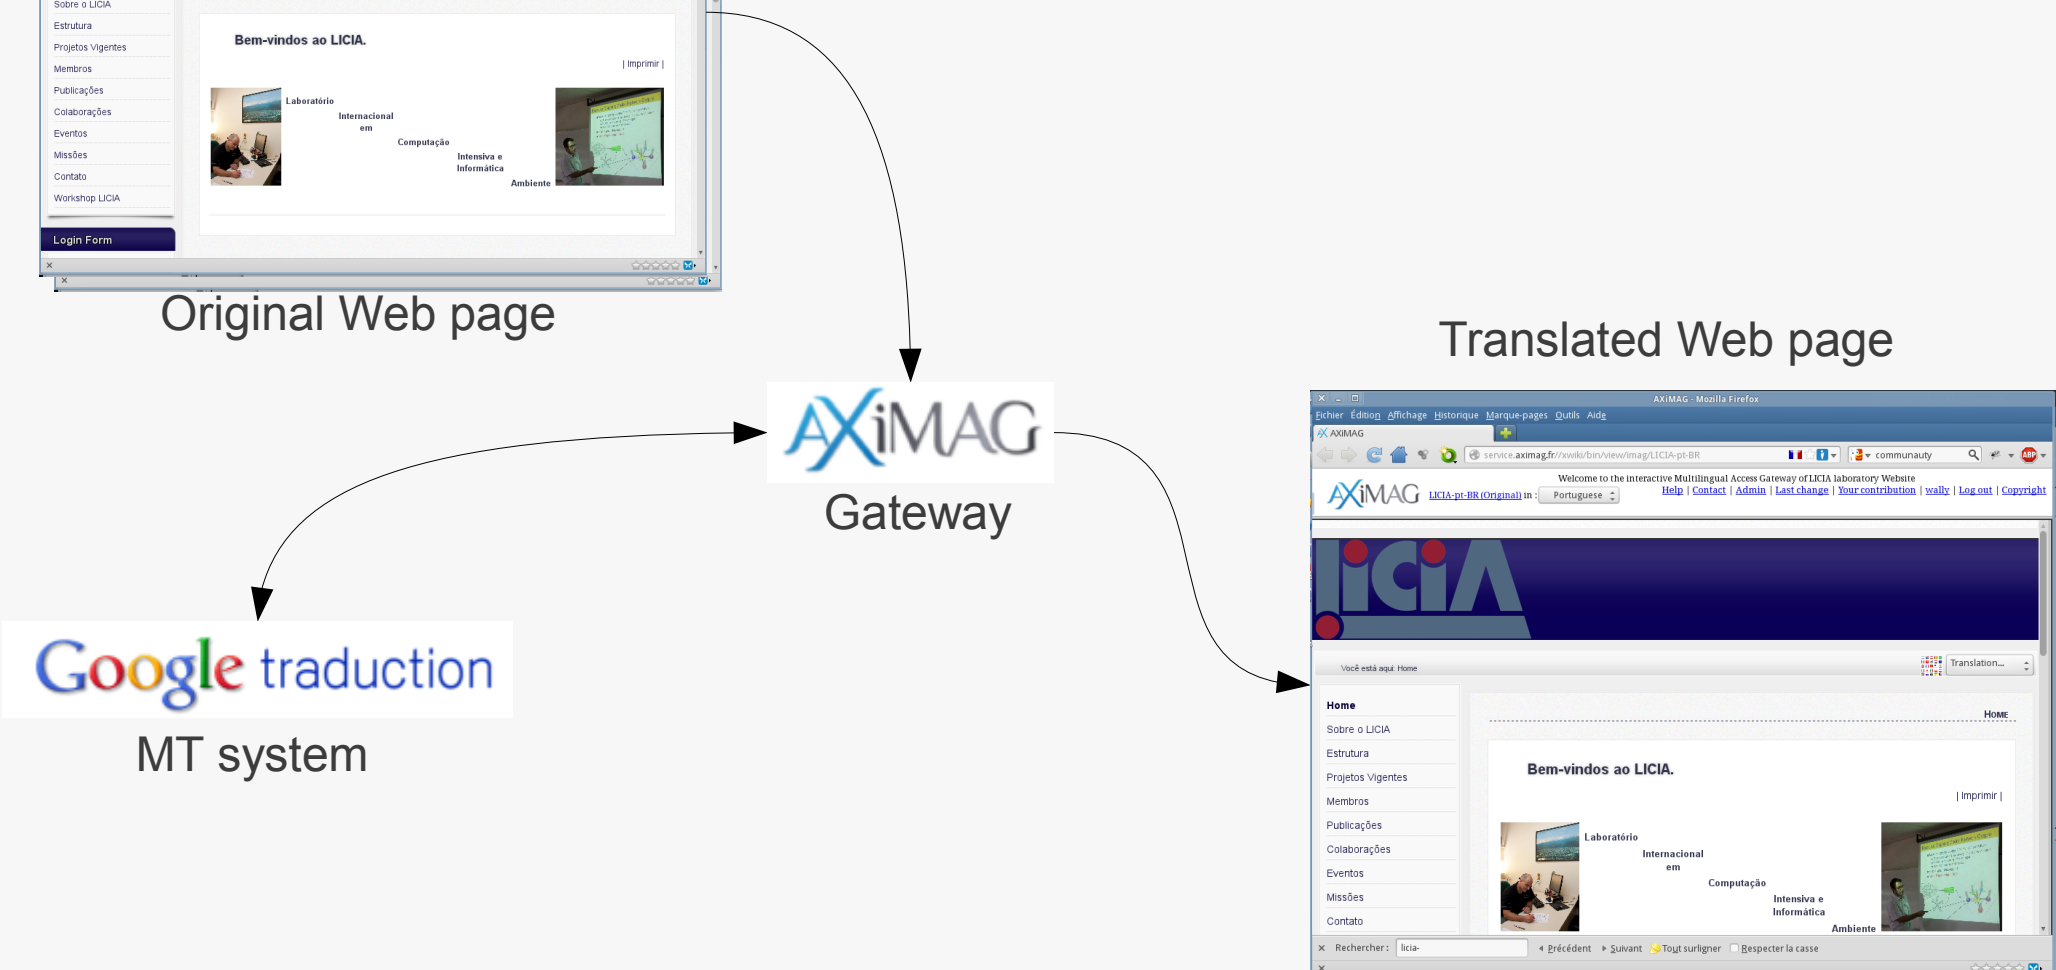 Sobre o LICIA
Estrutura
Projetos Vigentes
Membros
Publicações
Colaborações
Eventos
Missões
Contato
Workshop LICIA
Login Form
Bem-vindos ao LICIA.
| Imprimir |
Laboratório
Internacional
em
Computação
Intensiva e
Informática
Ambiente
Original Web page
AXiMAG
Gateway
Google traduction
MT system
Translated Web page
AXiMAG - Mozilla Firefox
Fichier Édition Affichage Historique Marque-pages Outils Aide
AXiMAG
service.aximag.fr//xwiki/bin/view/imag/LICIA-pt-BR
communauty
ABP
Welcome to the interactive Multilingual Access Gateway of LICIA laboratory Website
AXiMAG LICIA-pt-BR (Original) in : Portuguese Help | Contact | Admin | Last change | Your contribution | wally | Log out | Copyright
liciA
Você está aqui: Home
Translation...
Home
Sobre o LICIA
Estrutura
Projetos Vigentes
Membros
Publicações
Colaborações
Eventos
Missões
Contato
HOME
Bem-vindos ao LICIA.
| Imprimir |
Laboratório
Internacional
em
Computação
Intensiva e
Informática
Ambiente
Rechercher : licia- Précédent Suivant Tout surligner Respecter la casse